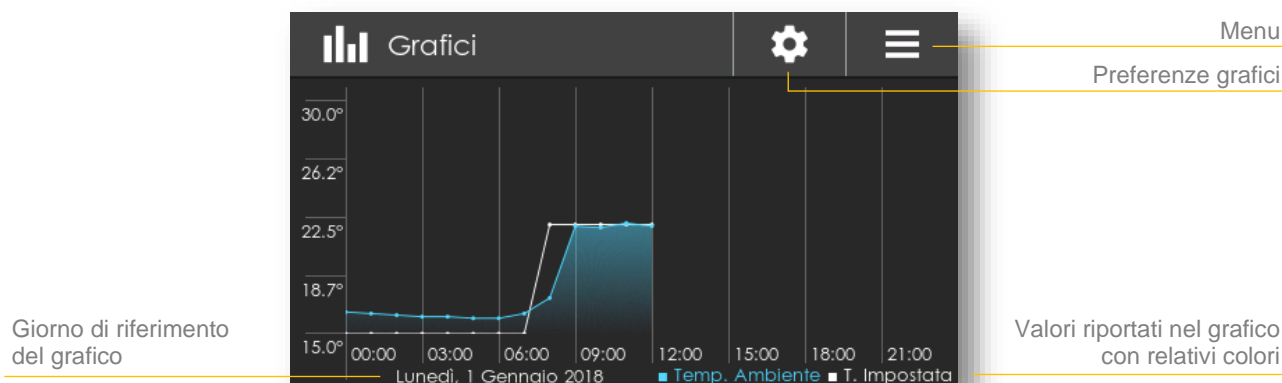 Grafici
Menu
Preferenze grafici
30.0°
26.2°
22.5°
18.7°
15.0°
00:00 03:00 06:00 09:00 12:00 15:00 18:00 21:00
Lunedì, 1 Gennaio 2018 Temp. Ambiente T. Impostata
Giorno di riferimento
del grafico
Valori riportati nel grafico
con relativi colori